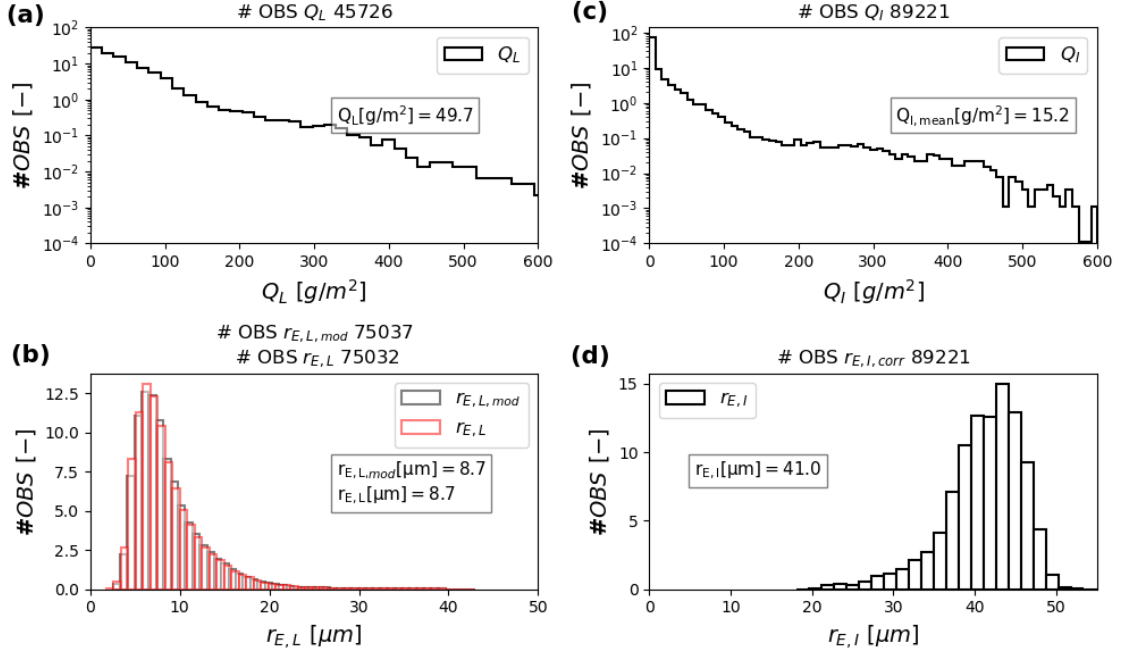 (a)
# OBS Q_L 45726
10^2
10^1
10^0
10^−1
10^−2
10^−3
10^−4
#OBS [−]
Q_L
Q_L[g/m^2] = 49.7
0 100 200 300 400 500 600
Q_L [g/m^2]
(c)
# OBS Q_I 89221
10^2
10^1
10^0
10^−1
10^−2
10^−3
10^−4
#OBS [−]
Q_I
Q_I,mean[g/m^2] = 15.2
0 100 200 300 400 500 600
Q_I [g/m^2]
(b)
# OBS r_E,L,mod 75037
# OBS r_E,L 75032
12.5
10.0
7.5
5.0
2.5
0.0
#OBS [−]
r_E,L,mod
r_E,L
r_E,L,mod[μm] = 8.7
r_E,L[μm] = 8.7
0 10 20 30 40 50
r_E,L [μm]
(d)
# OBS r_E,I,corr 89221
15
10
5
0
#OBS [−]
r_E,I
r_E,I[μm] = 41.0
0 10 20 30 40 50
r_E,I [μm]